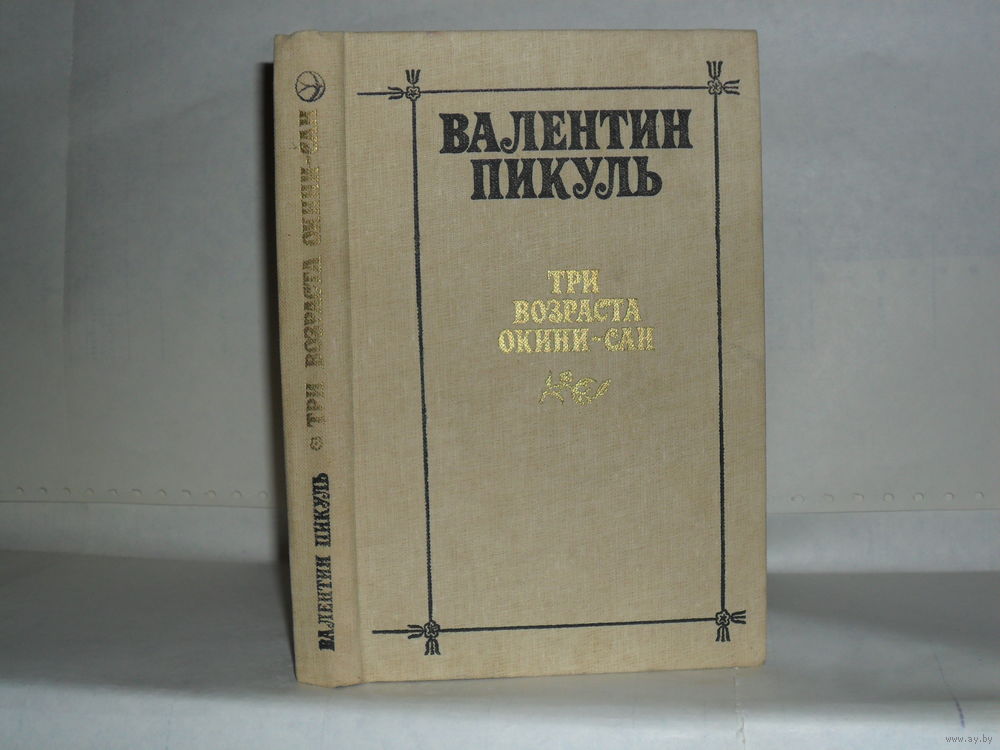 ВАЛЕНТИН
ПИКУЛЬ
ТРИ
ВОЗРАСТА
ОКИНИ-САН
ВАЛЕНТИН ПИКУЛЬ ТРИ ВОЗРАСТА ОКИНИ-САН
www.ay.by